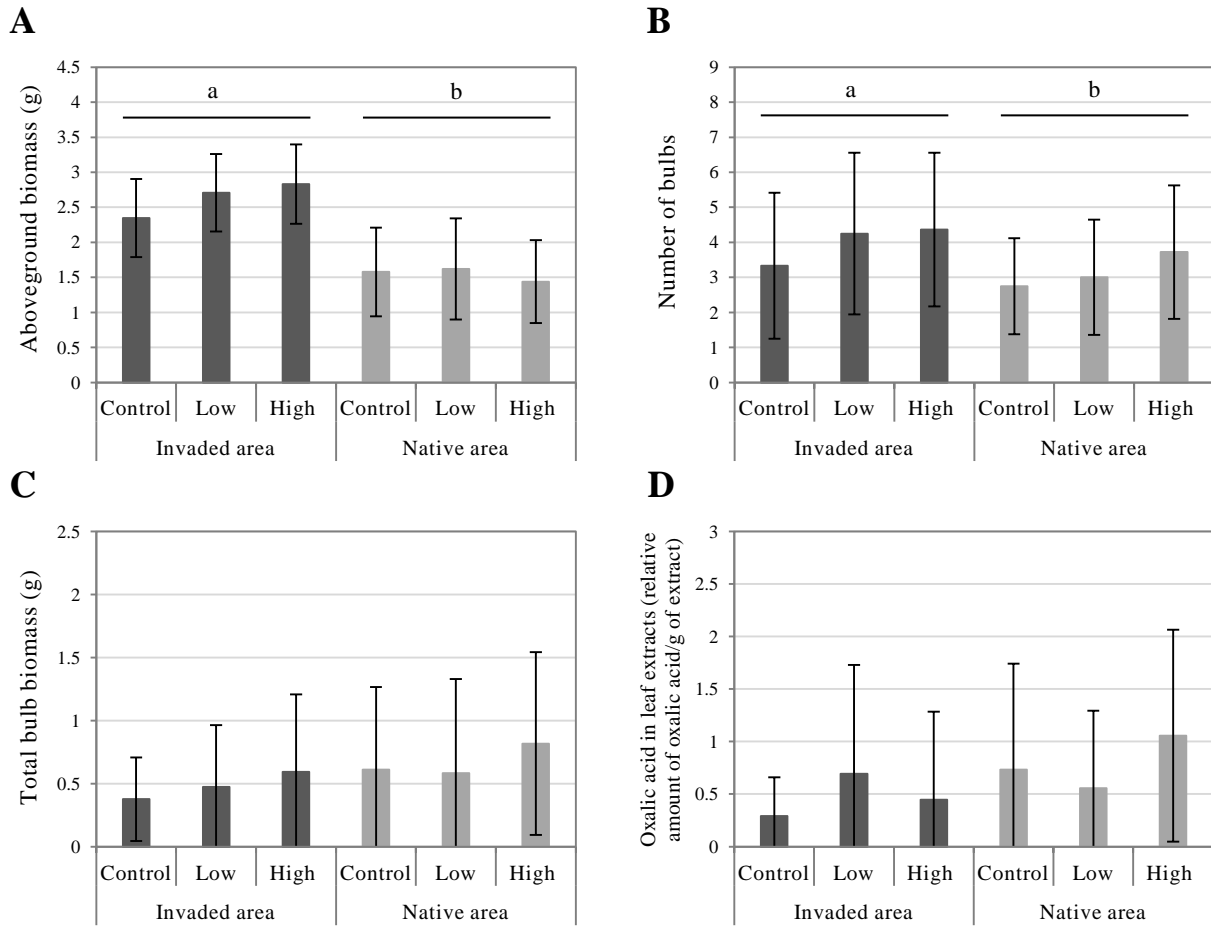 A
Aboveground biomass (g)
4.5
4
3.5
3
2.5
2
1.5
1
0.5
0
a
b
Control Low High Control Low High
Invaded area Native area
B
Number of bulbs
9
8
7
6
5
4
3
2
1
0
a
b
Control Low High Control Low High
Invaded area Native area
C
Total bulb biomass (g)
2.5
2
1.5
1
0.5
0
Control Low High Control Low High
Invaded area Native area
D
Oxalic acid in leaf extracts (relative
amount of oxalic acid/g of extract)
3
2.5
2
1.5
1
0.5
0
Control Low High Control Low High
Invaded area Native area